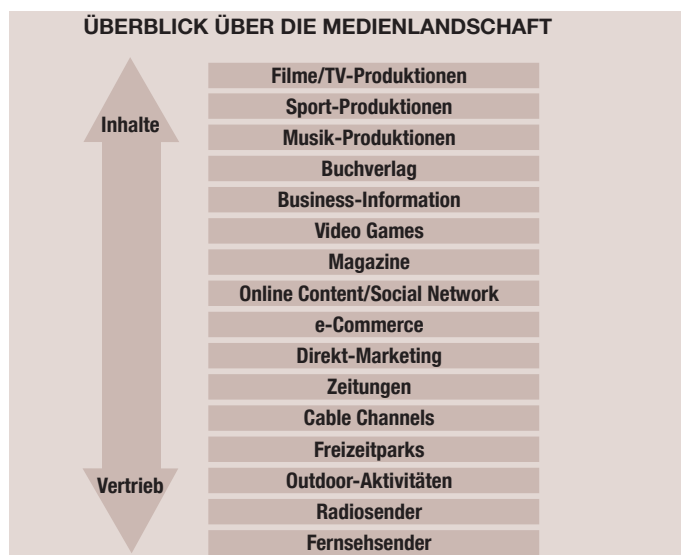 ÜBERBLICK ÜBER DIE MEDIENLANDSCHAFT
Inhalte
Filme/TV-Produktionen
Sport-Produktionen
Musik-Produktionen
Buchverlag
Business-Information
Video Games
Magazine
Online Content/Social Network
e-Commerce
Direkt-Marketing
Zeitungen
Cable Channels
Freizeitparks
Outdoor-Aktivitäten
Radiosender
Fernsehsender
Vertrieb